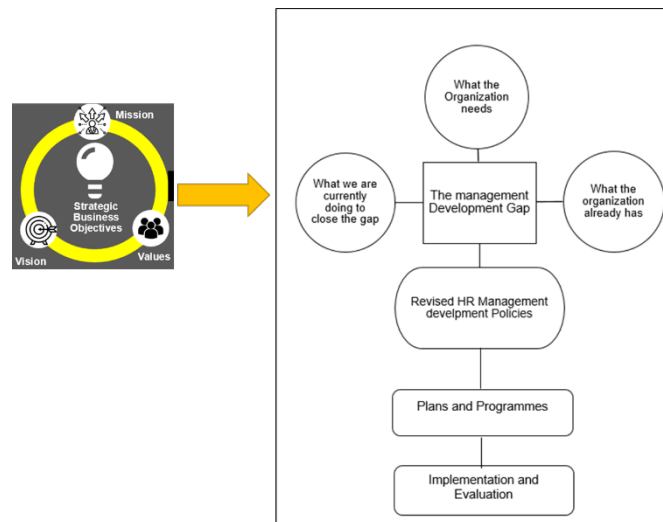 Mission
Strategic
Business
Objectives
Vision
Values
What the
Organization
needs
What we are
currently
doing to
close the gap
The management
Development Gap
What the
organization
already has
Revised HR Management
develpment Policies
Plans and Programmes
Implementation and
Evaluation